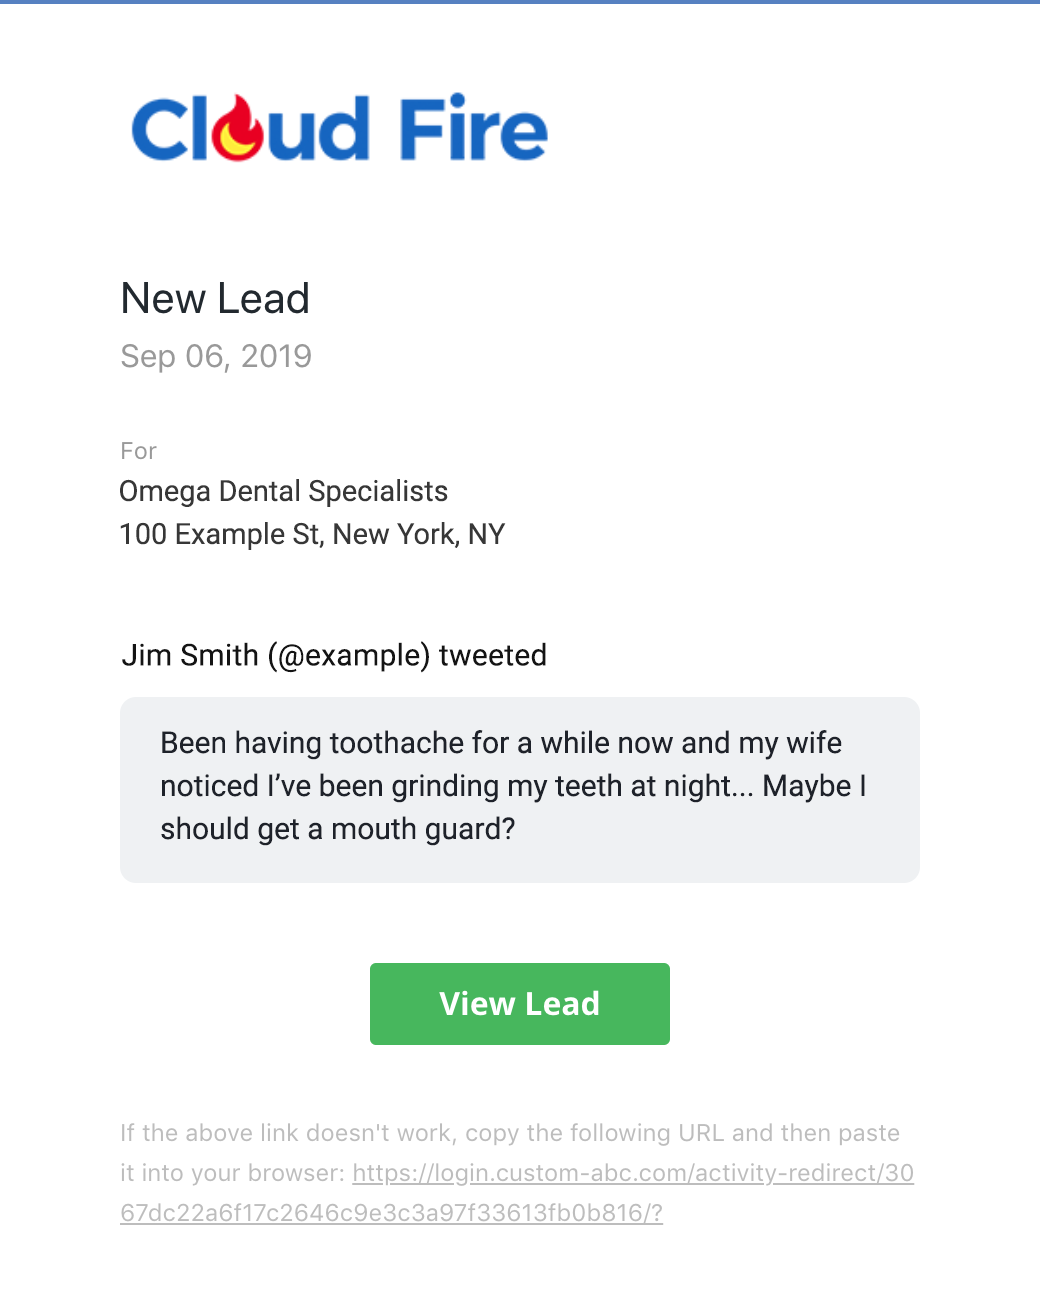 Cloud Fire
New Lead
Sep 06, 2019
For
Omega Dental Specialists
100 Example St, New York, NY
Jim Smith (@example) tweeted
Been having toothache for a while now and my wife
noticed I’ve been grinding my teeth at night... Maybe I
should get a mouth guard?
View Lead
If the above link doesn't work, copy the following URL and then paste
it into your browser: https://login.custom-abc.com/activity-redirect/30
67dc22a6f17c2646c9e3c3a97f33613fb0b816/?